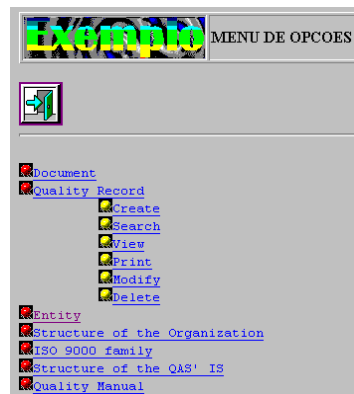 Exemplo MENU DE OPCOES
Document
Quality Record
Create
Search
View
Print
Modify
Delete
Entity
Structure of the Organization
ISO 9000 family
Structure of the QAS' IS
Quality Manual